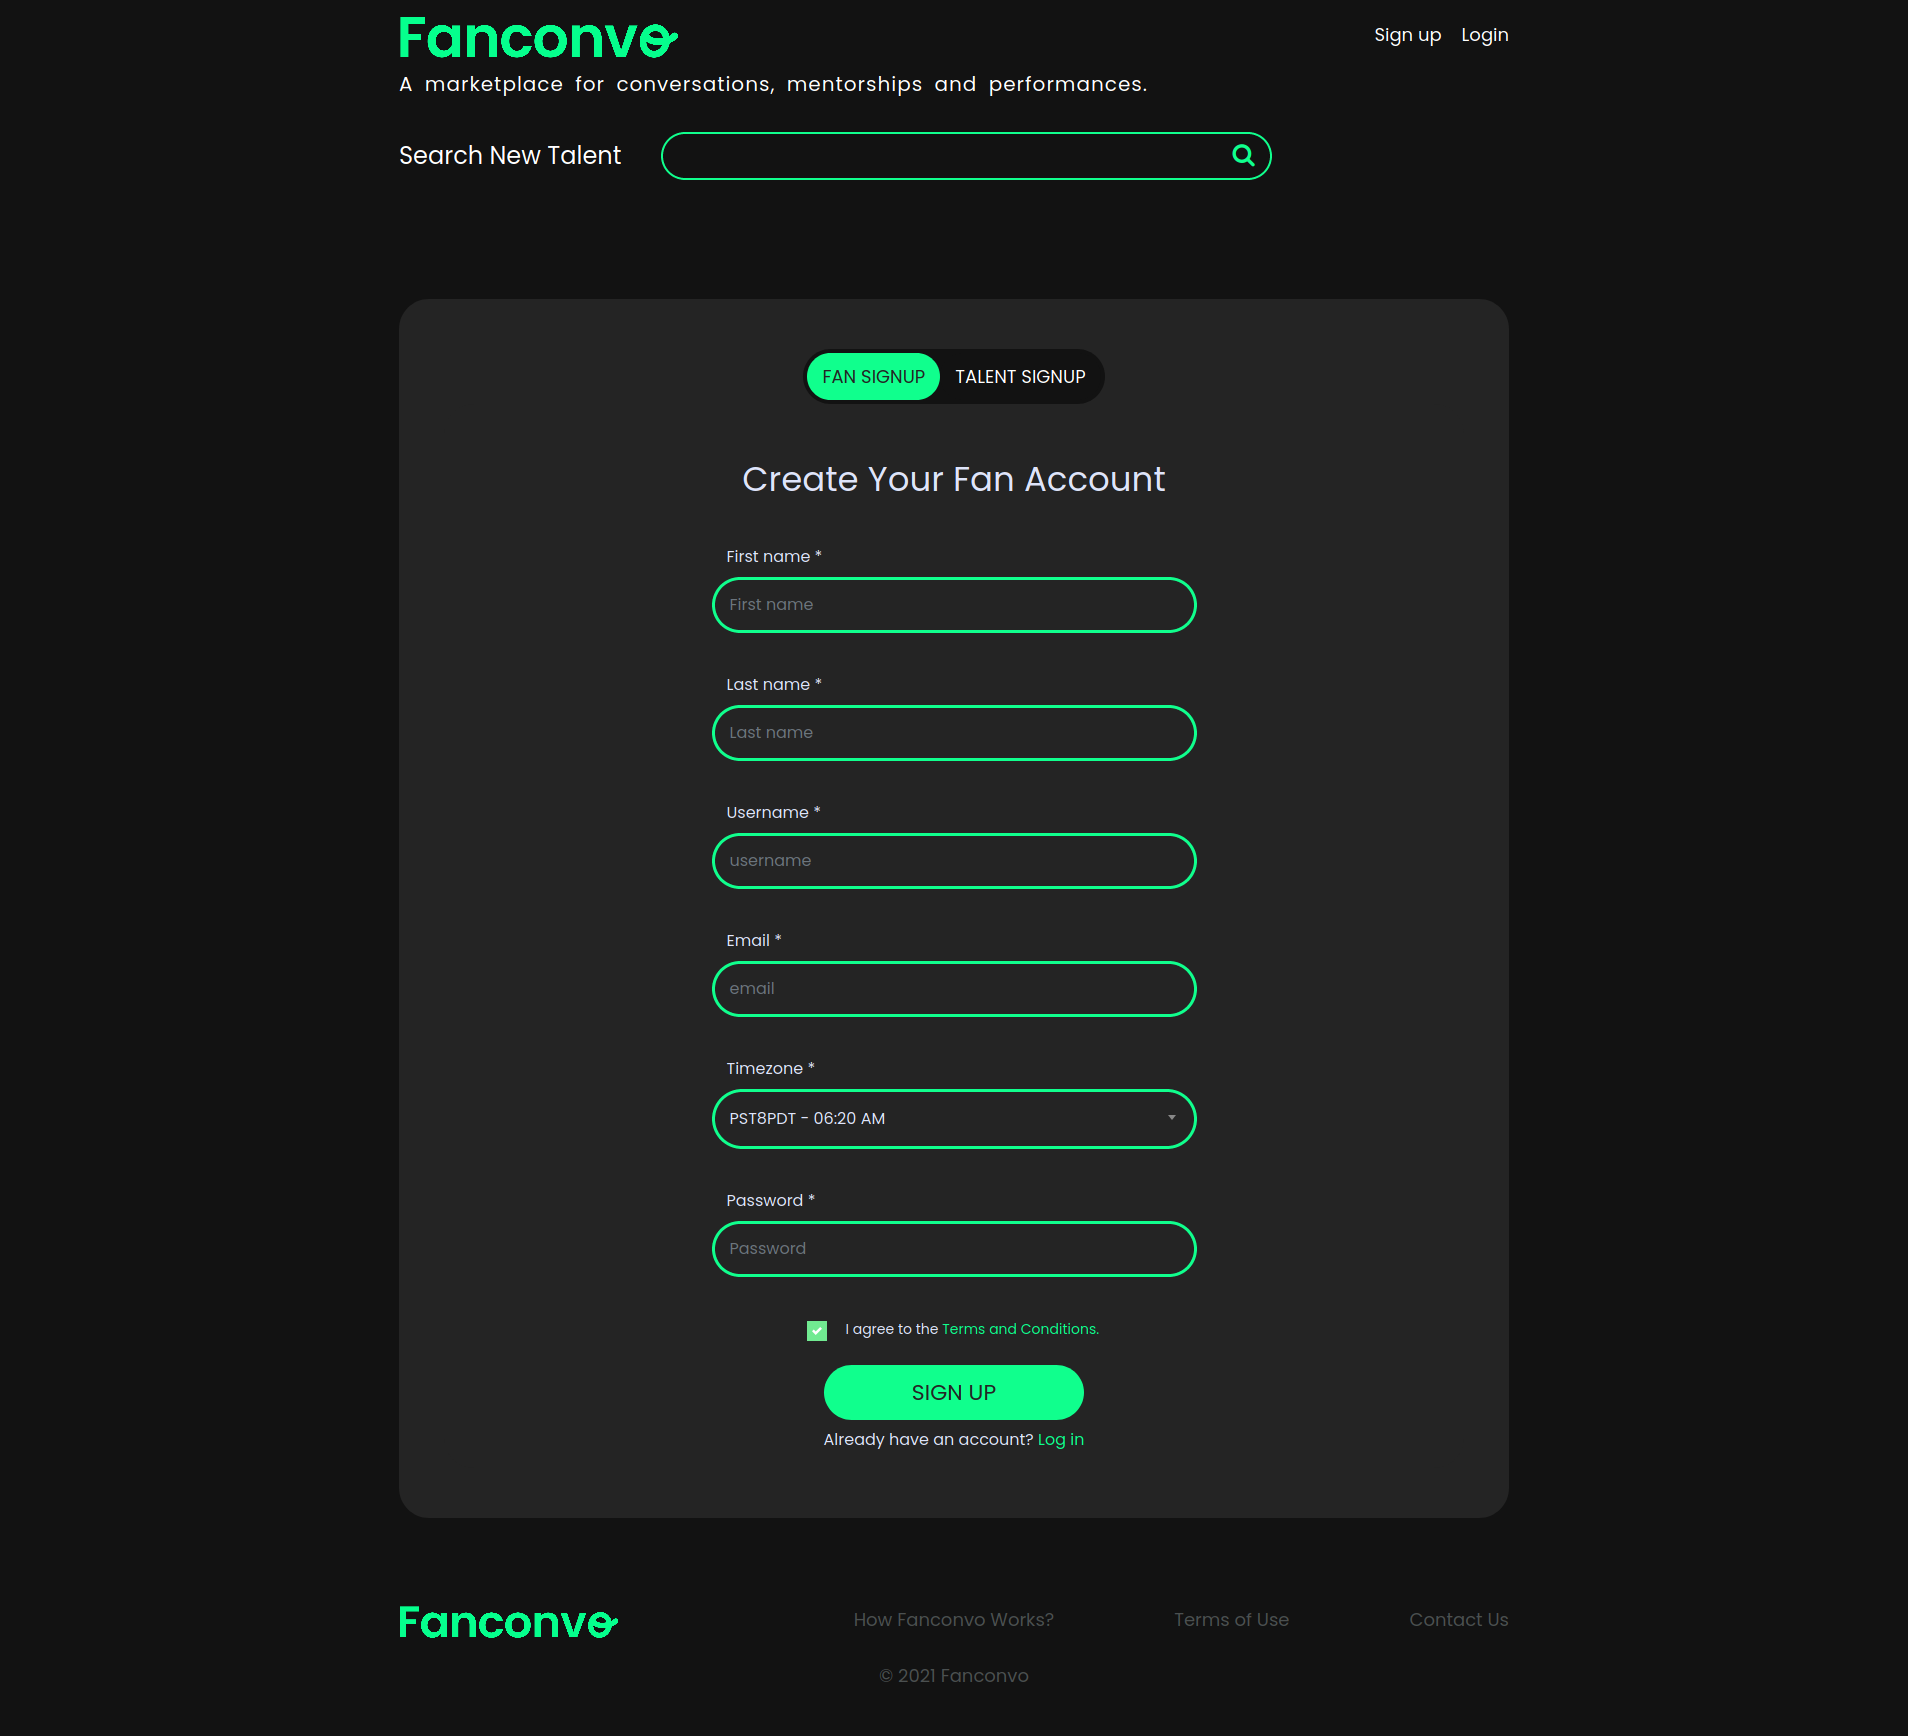 Fanconvo
Sign up Login
A marketplace for conversations, mentorships and performances.
Search New Talent
FAN SIGNUP TALENT SIGNUP
Create Your Fan Account
First name *
First name
Last name *
Last name
Username *
username
Email *
email
Timezone *
PST8PDT - 06:20 AM
Password *
Password
I agree to the Terms and Conditions.
SIGN UP
Already have an account? Log in
Fanconvo
How Fanconvo Works? Terms of Use Contact Us
© 2021 Fanconvo